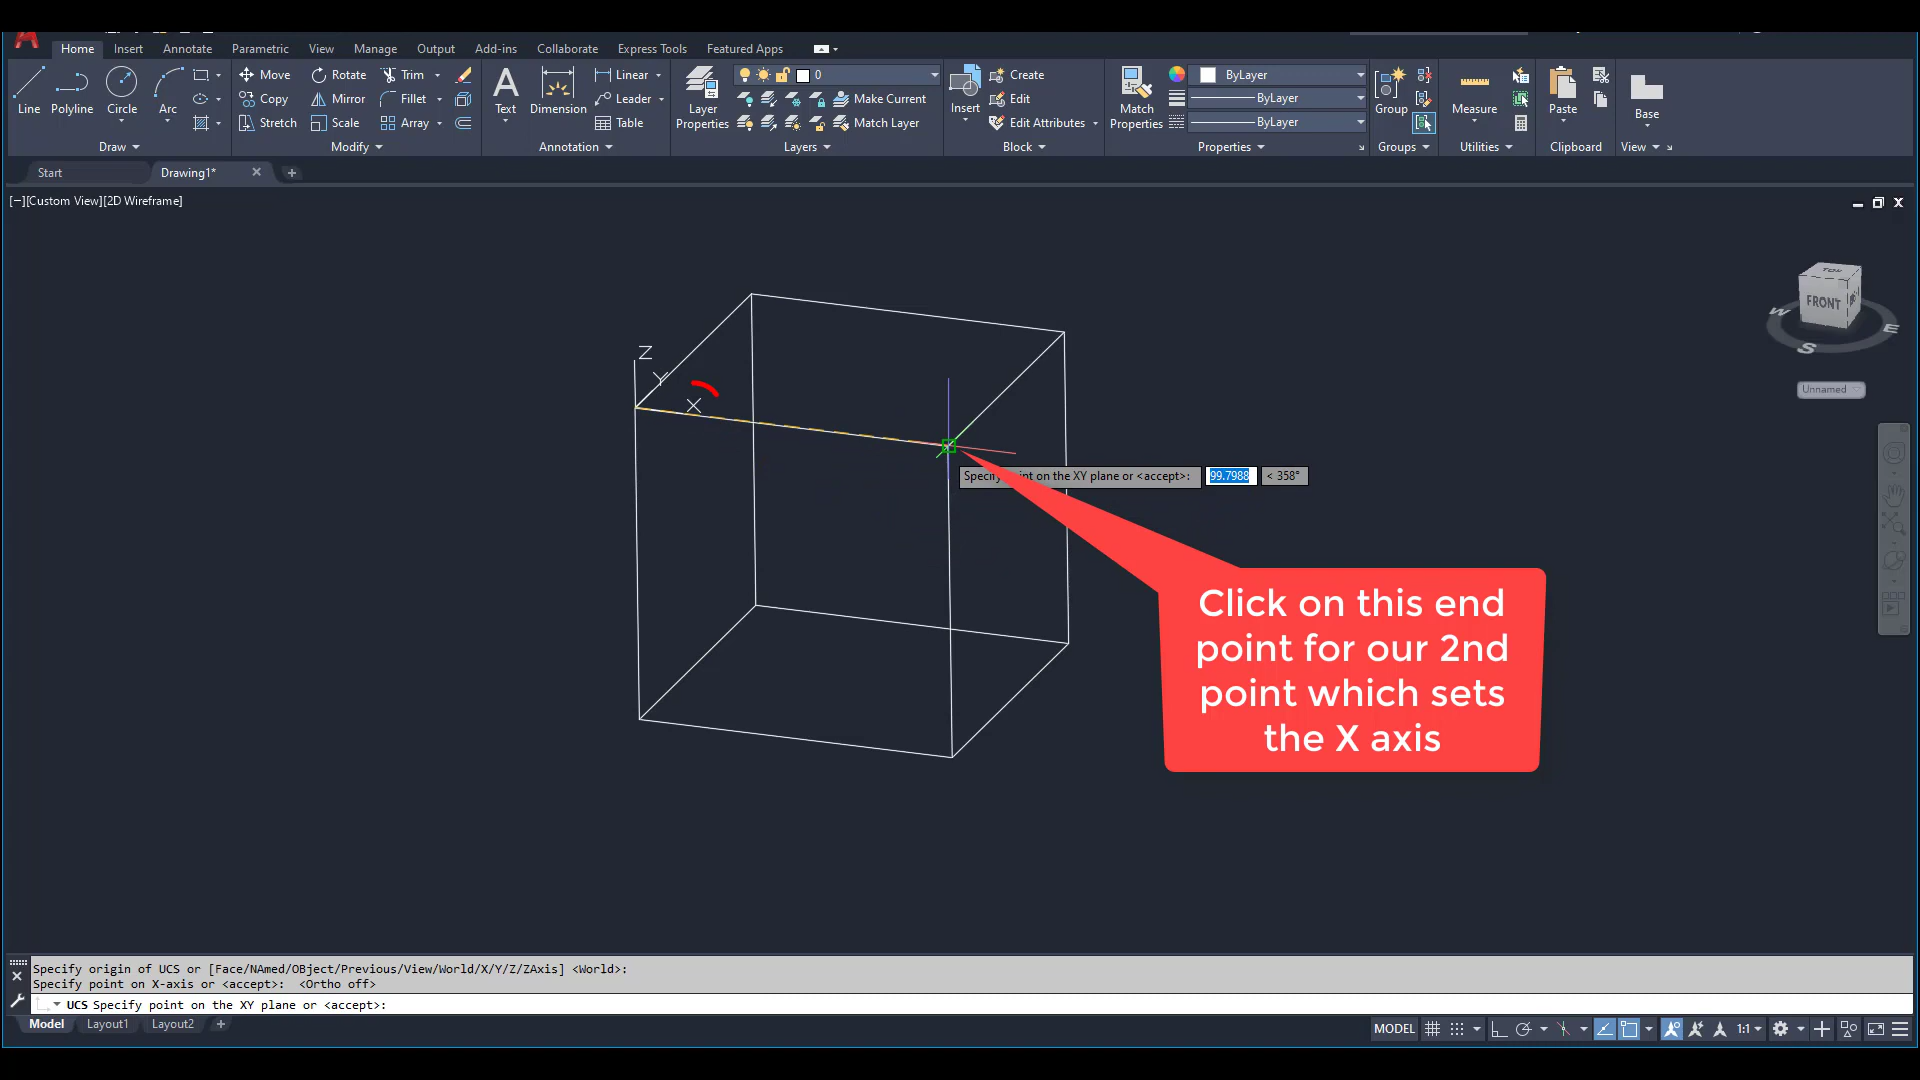 Home Insert Annotate Parametric View Manage Output Add-ins Collaborate Express Tools Featured Apps
Line Polyline Circle Arc
Move Rotate Trim
Copy Mirror Fillet
Stretch Scale Array
Text Dimension
Linear
Leader
Table
Layer Properties
0
Make Current
Match Layer
Insert
Create
Edit
Edit Attributes
Match Properties
ByLayer
ByLayer
ByLayer
Group
Measure
Paste
Base
Draw Modify Annotation Layers Block Properties Groups Utilities Clipboard View
Start Drawing1*
[−][Custom View][2D Wireframe]
TOP
FRONT
W
E
S
Unnamed
Z
Y
X
Specify point on the XY plane or <accept>: 99.7988 < 358°
Click on this end
point for our 2nd
point which sets
the X axis
Specify origin of UCS or [Face/NAmed/OBject/Previous/View/World/X/Y/Z/ZAxis] <World>:
Specify point on X-axis or <accept>: <Ortho off>
UCS Specify point on the XY plane or <accept>:
Model Layout1 Layout2
MODEL 1:1